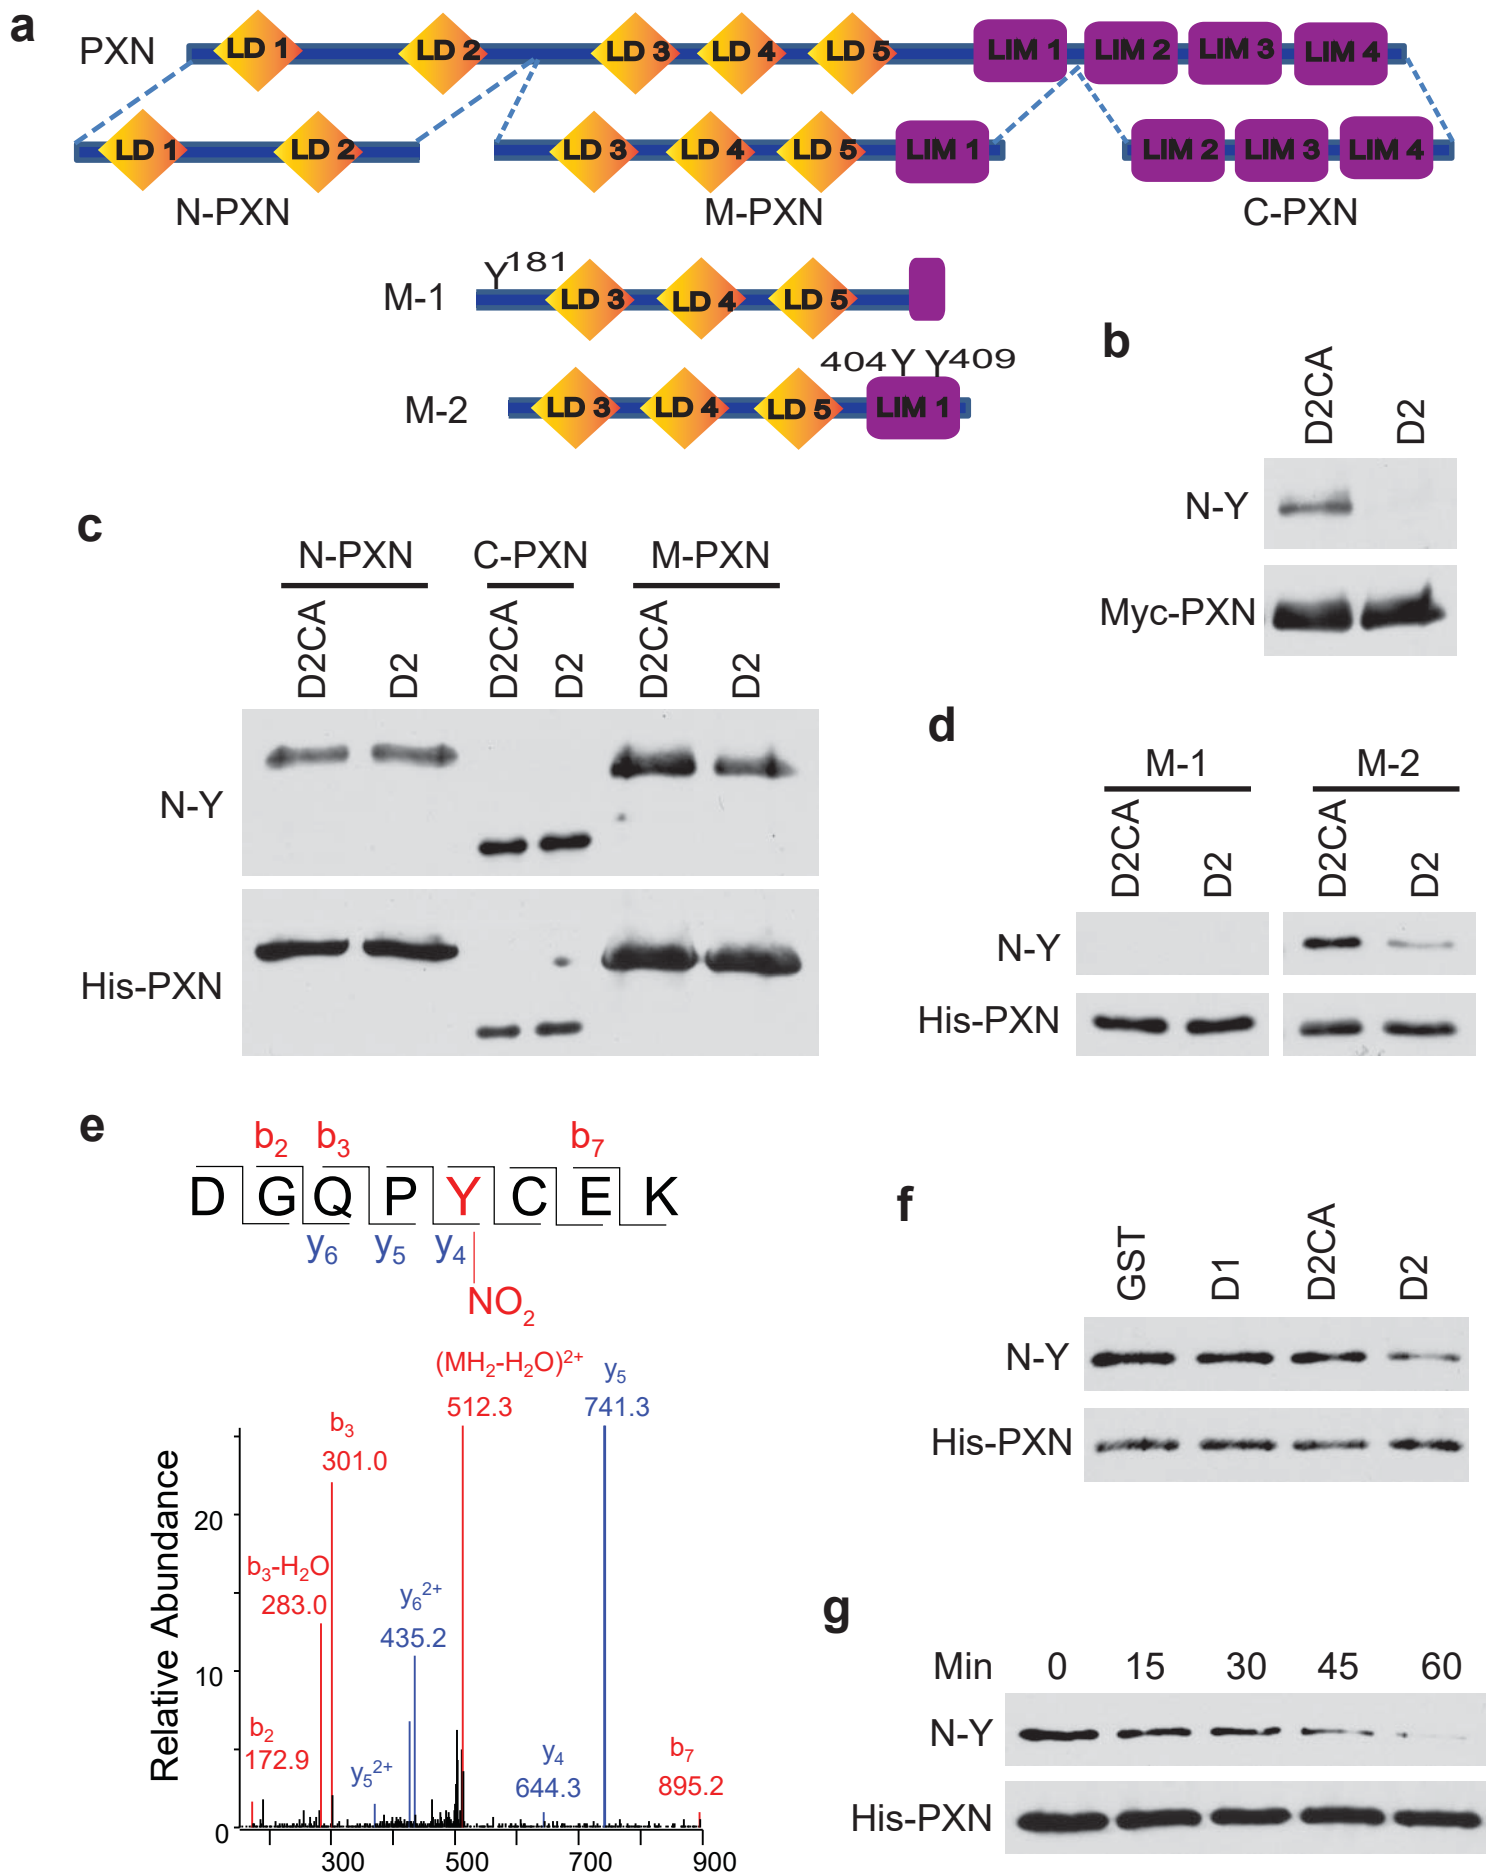 a
PXN
LD 1 LD 2 LD 3 LD 4 LD 5 LIM 1 LIM 2 LIM 3 LIM 4
LD 1 LD 2 LD 3 LD 4 LD 5 LIM 1 LIM 2 LIM 3 LIM 4
N-PXN M-PXN C-PXN
Y181
M-1 LD 3 LD 4 LD 5
404Y Y409
M-2 LD 3 LD 4 LD 5 LIM 1
b
D2CA D2
N-Y
Myc-PXN
c
N-PXN C-PXN M-PXN
D2CA D2 D2CA D2 D2CA D2
N-Y
His-PXN
d
M-1 M-2
D2CA D2 D2CA D2
N-Y
His-PXN
e
b2 b3 b7
D G Q P Y C E K
y6 y5 y4
NO2
(MH2-H2O)2+ y5
512.3 741.3
b3
301.0
b3-H2O
283.0
y6 2+
435.2
b2
172.9
y5 2+
y4
644.3
b7
895.2
Relative Abundance
20
10
0
300 500 700 900
f
GST D1 D2CA D2
N-Y
His-PXN
g
Min 0 15 30 45 60
N-Y
His-PXN